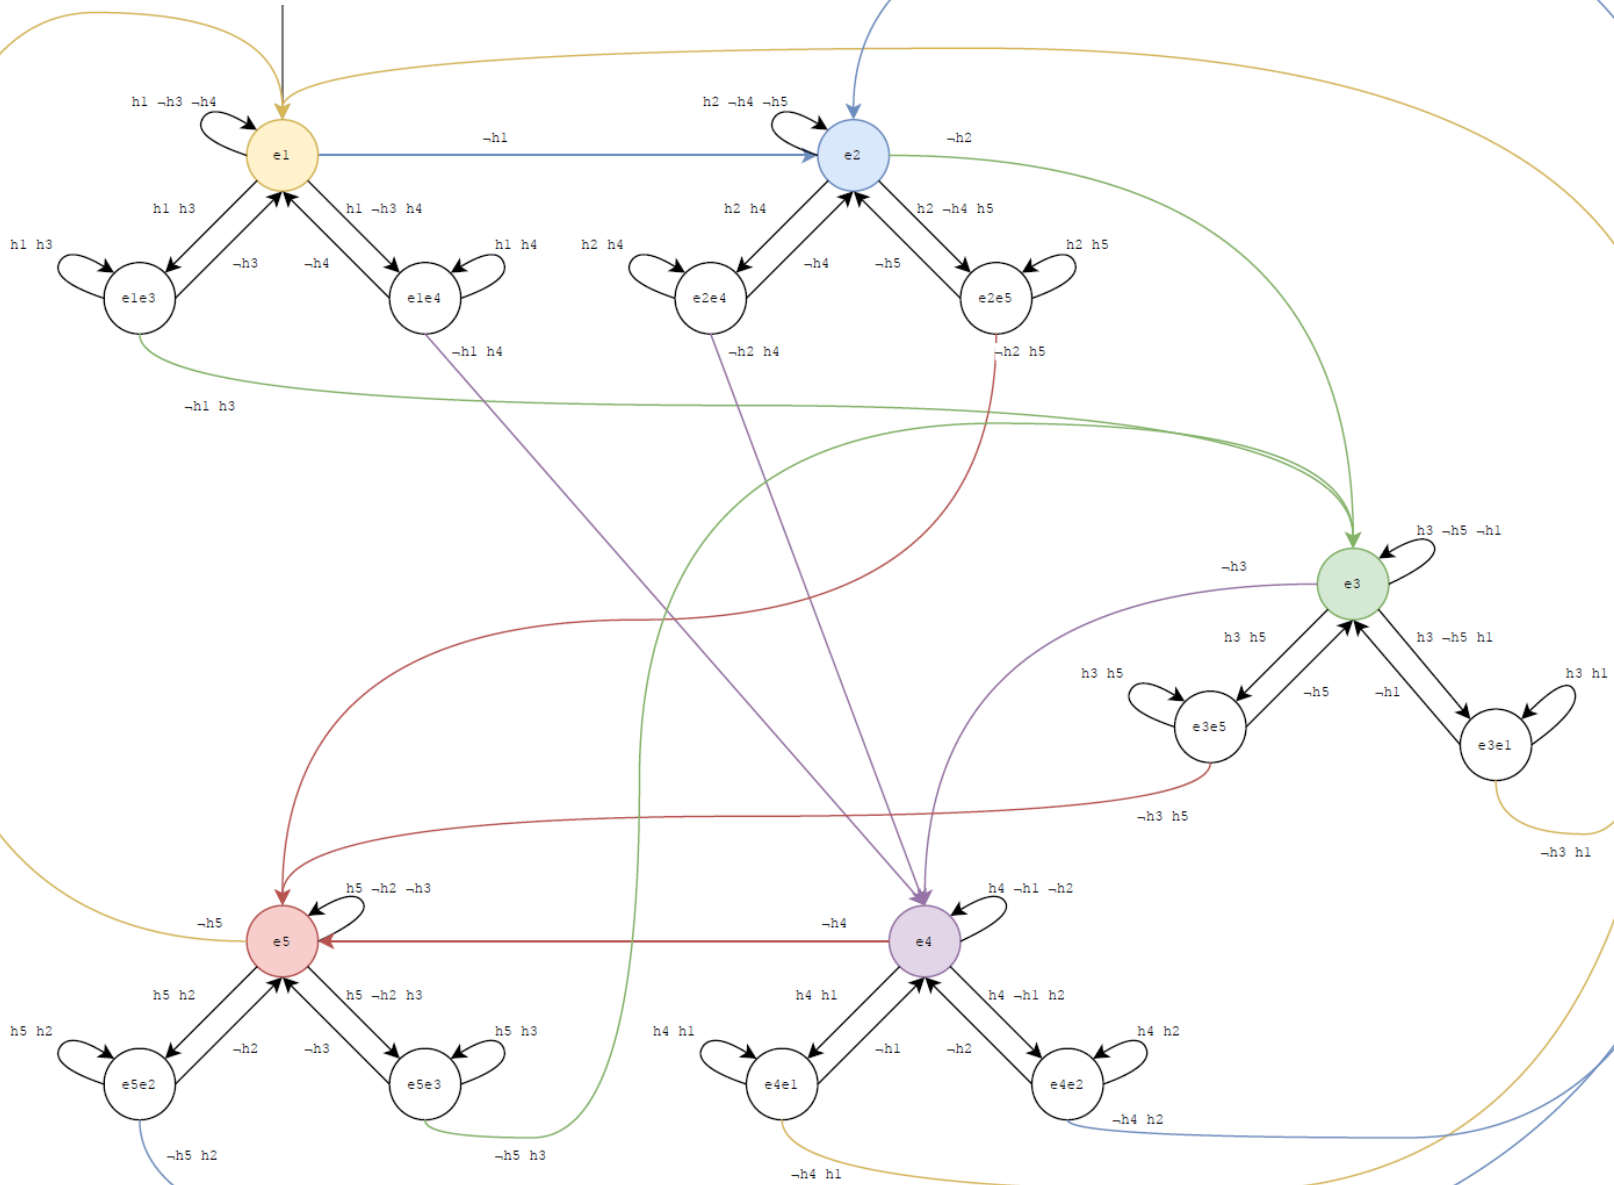 h1 ¬h3 ¬h4
h2 ¬h4 ¬h5
¬h1
¬h2
e1
e2
h1 h3
h1 ¬h3 h4
h2 h4
h2 ¬h4 h5
h1 h3
¬h3
¬h4
h1 h4
h2 h4
¬h4
¬h5
h2 h5
e1e3
e1e4
e2e4
e2e5
¬h1 h4
¬h2 h4
¬h2 h5
¬h1 h3
h3 ¬h5 ¬h1
¬h3
e3
h3 h5
h3 ¬h5 h1
h3 h5
¬h5
¬h1
h3 h1
e3e5
e3e1
¬h3 h5
¬h3 h1
h5 ¬h2 ¬h3
h4 ¬h1 ¬h2
¬h5
¬h4
e5
e4
h5 h2
h5 ¬h2 h3
h4 h1
h4 ¬h1 h2
h5 h2
¬h2
¬h3
h5 h3
h4 h1
¬h1
¬h2
h4 h2
e5e2
e5e3
e4e1
e4e2
¬h4 h2
¬h5 h2
¬h5 h3
¬h4 h1